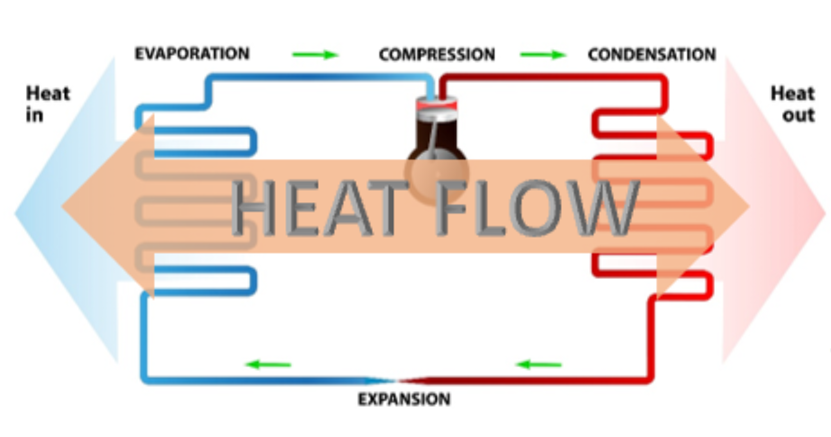 EVAPORATION
COMPRESSION
CONDENSATION
Heat
in
Heat
out
HEAT FLOW
EXPANSION